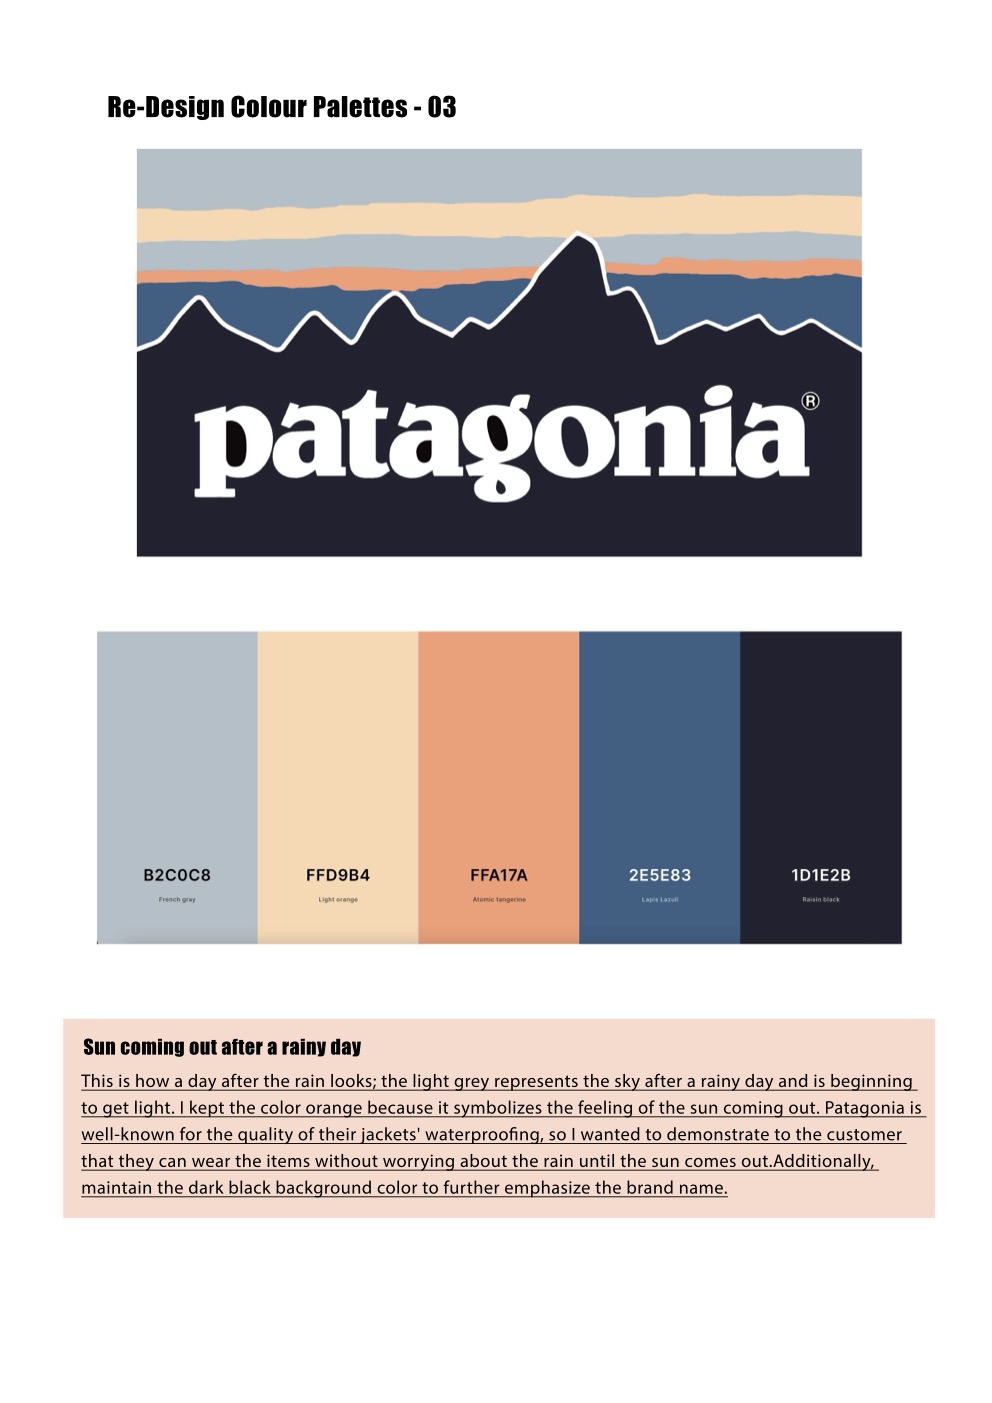 Re-Design Colour Palettes - 03
patagonia®
B2C0C8 FFD9B4 FFA17A 2E5E83 1D1E2B
French gray Light orange Atomic tangerine Lapis Lazuli Raisin black
Sun coming out after a rainy day
This is how a day after the rain looks; the light grey represents the sky after a rainy day and is beginning
to get light. I kept the color orange because it symbolizes the feeling of the sun coming out. Patagonia is
well-known for the quality of their jackets' waterproofing, so I wanted to demonstrate to the customer
that they can wear the items without worrying about the rain until the sun comes out.Additionally,
maintain the dark black background color to further emphasize the brand name.